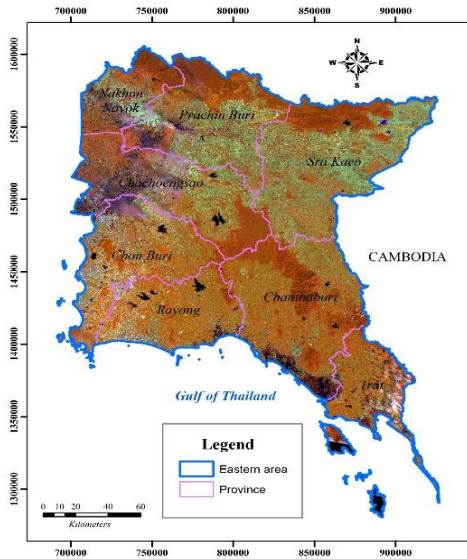 700000 750000 800000 850000 900000
1600000
1550000
1500000
1450000
1400000
1350000
1300000
N
W E
S
Nakhon
Nayok
Prachin Buri
Sra Kaeo
Chachoengsao
CAMBODIA
Chon Buri
Chanthaburi
Rayong
Trat
Gulf of Thailand
Legend
Eastern area
Province
0 10 20 40 60
Kilometers
700000 750000 800000 850000 900000